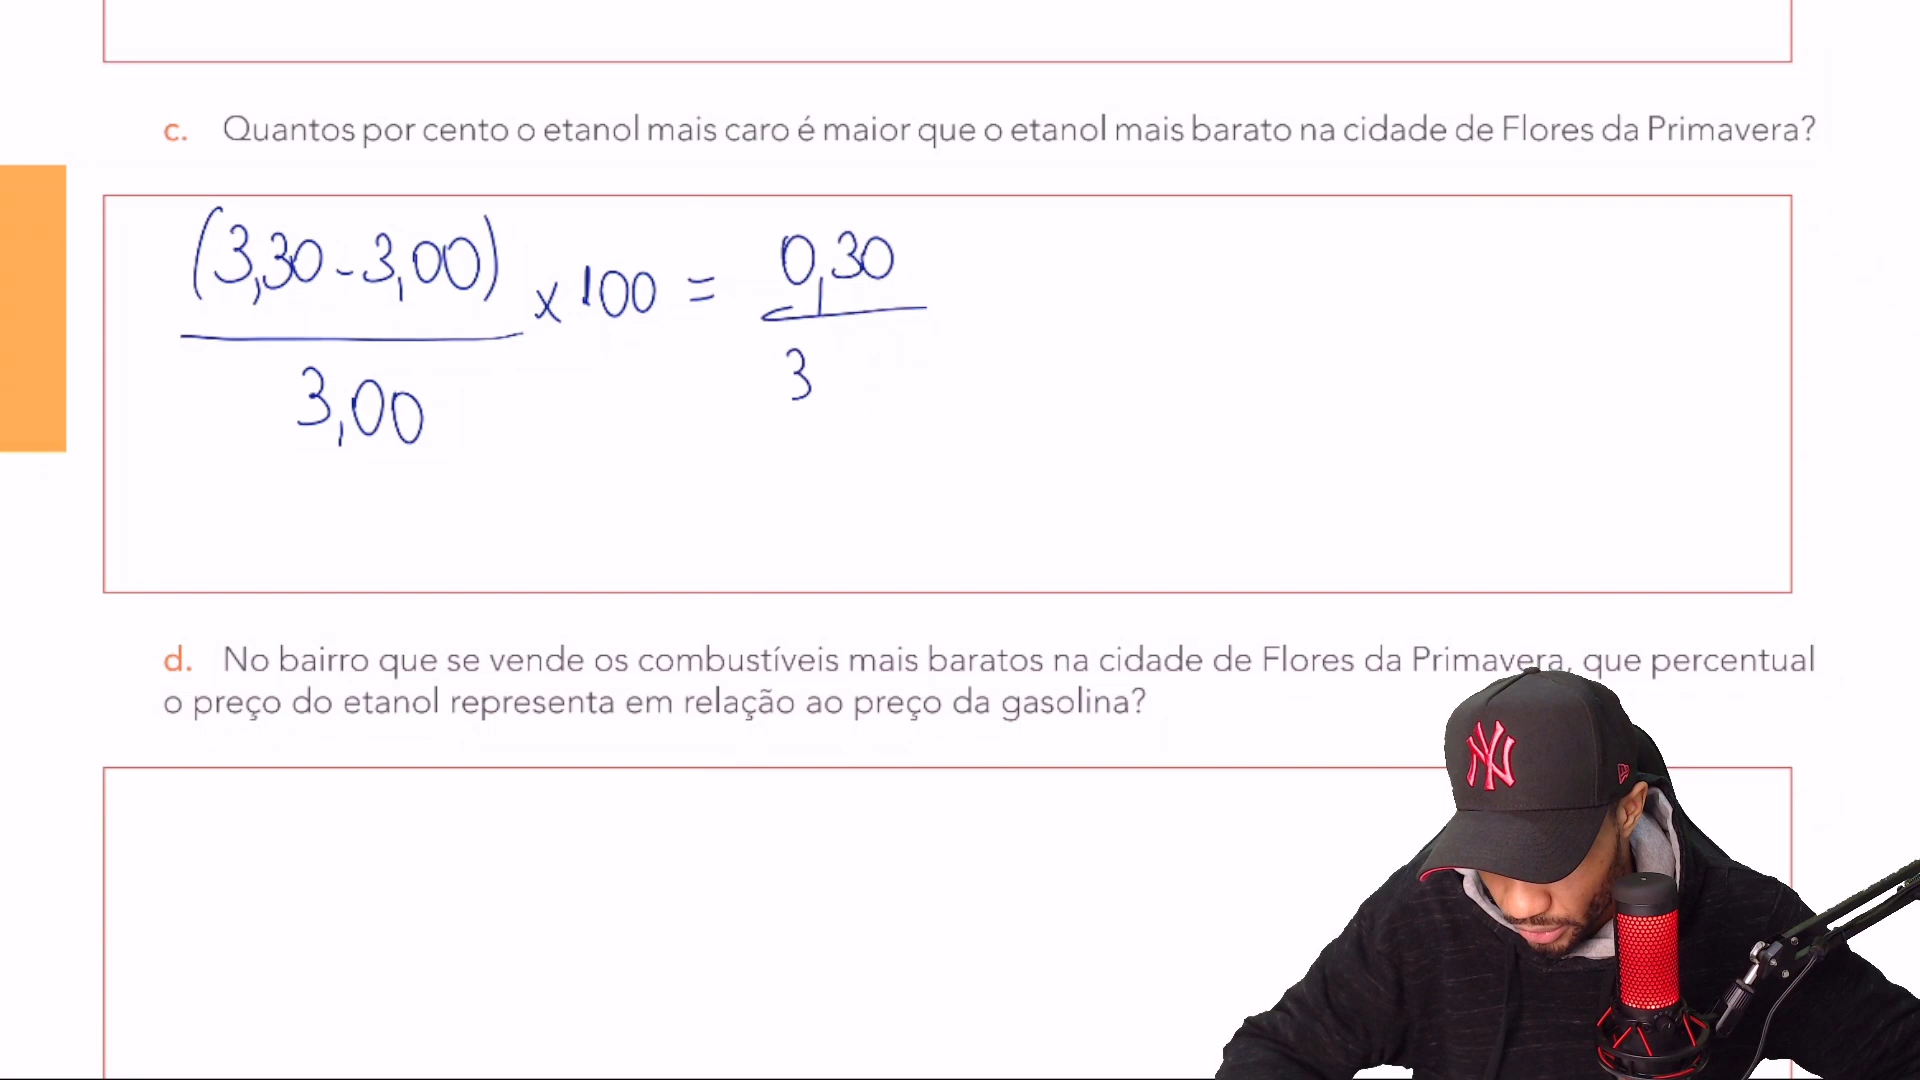 c. Quantos por cento o etanol mais caro é maior que o etanol mais barato na cidade de Flores da Primavera?
(3,30-3,00) x 100 = 0,30
3,00 3
d. No bairro que se vende os combustíveis mais baratos na cidade de Flores da Primavera, que percentual
o preço do etanol representa em relação ao preço da gasolina?
NY